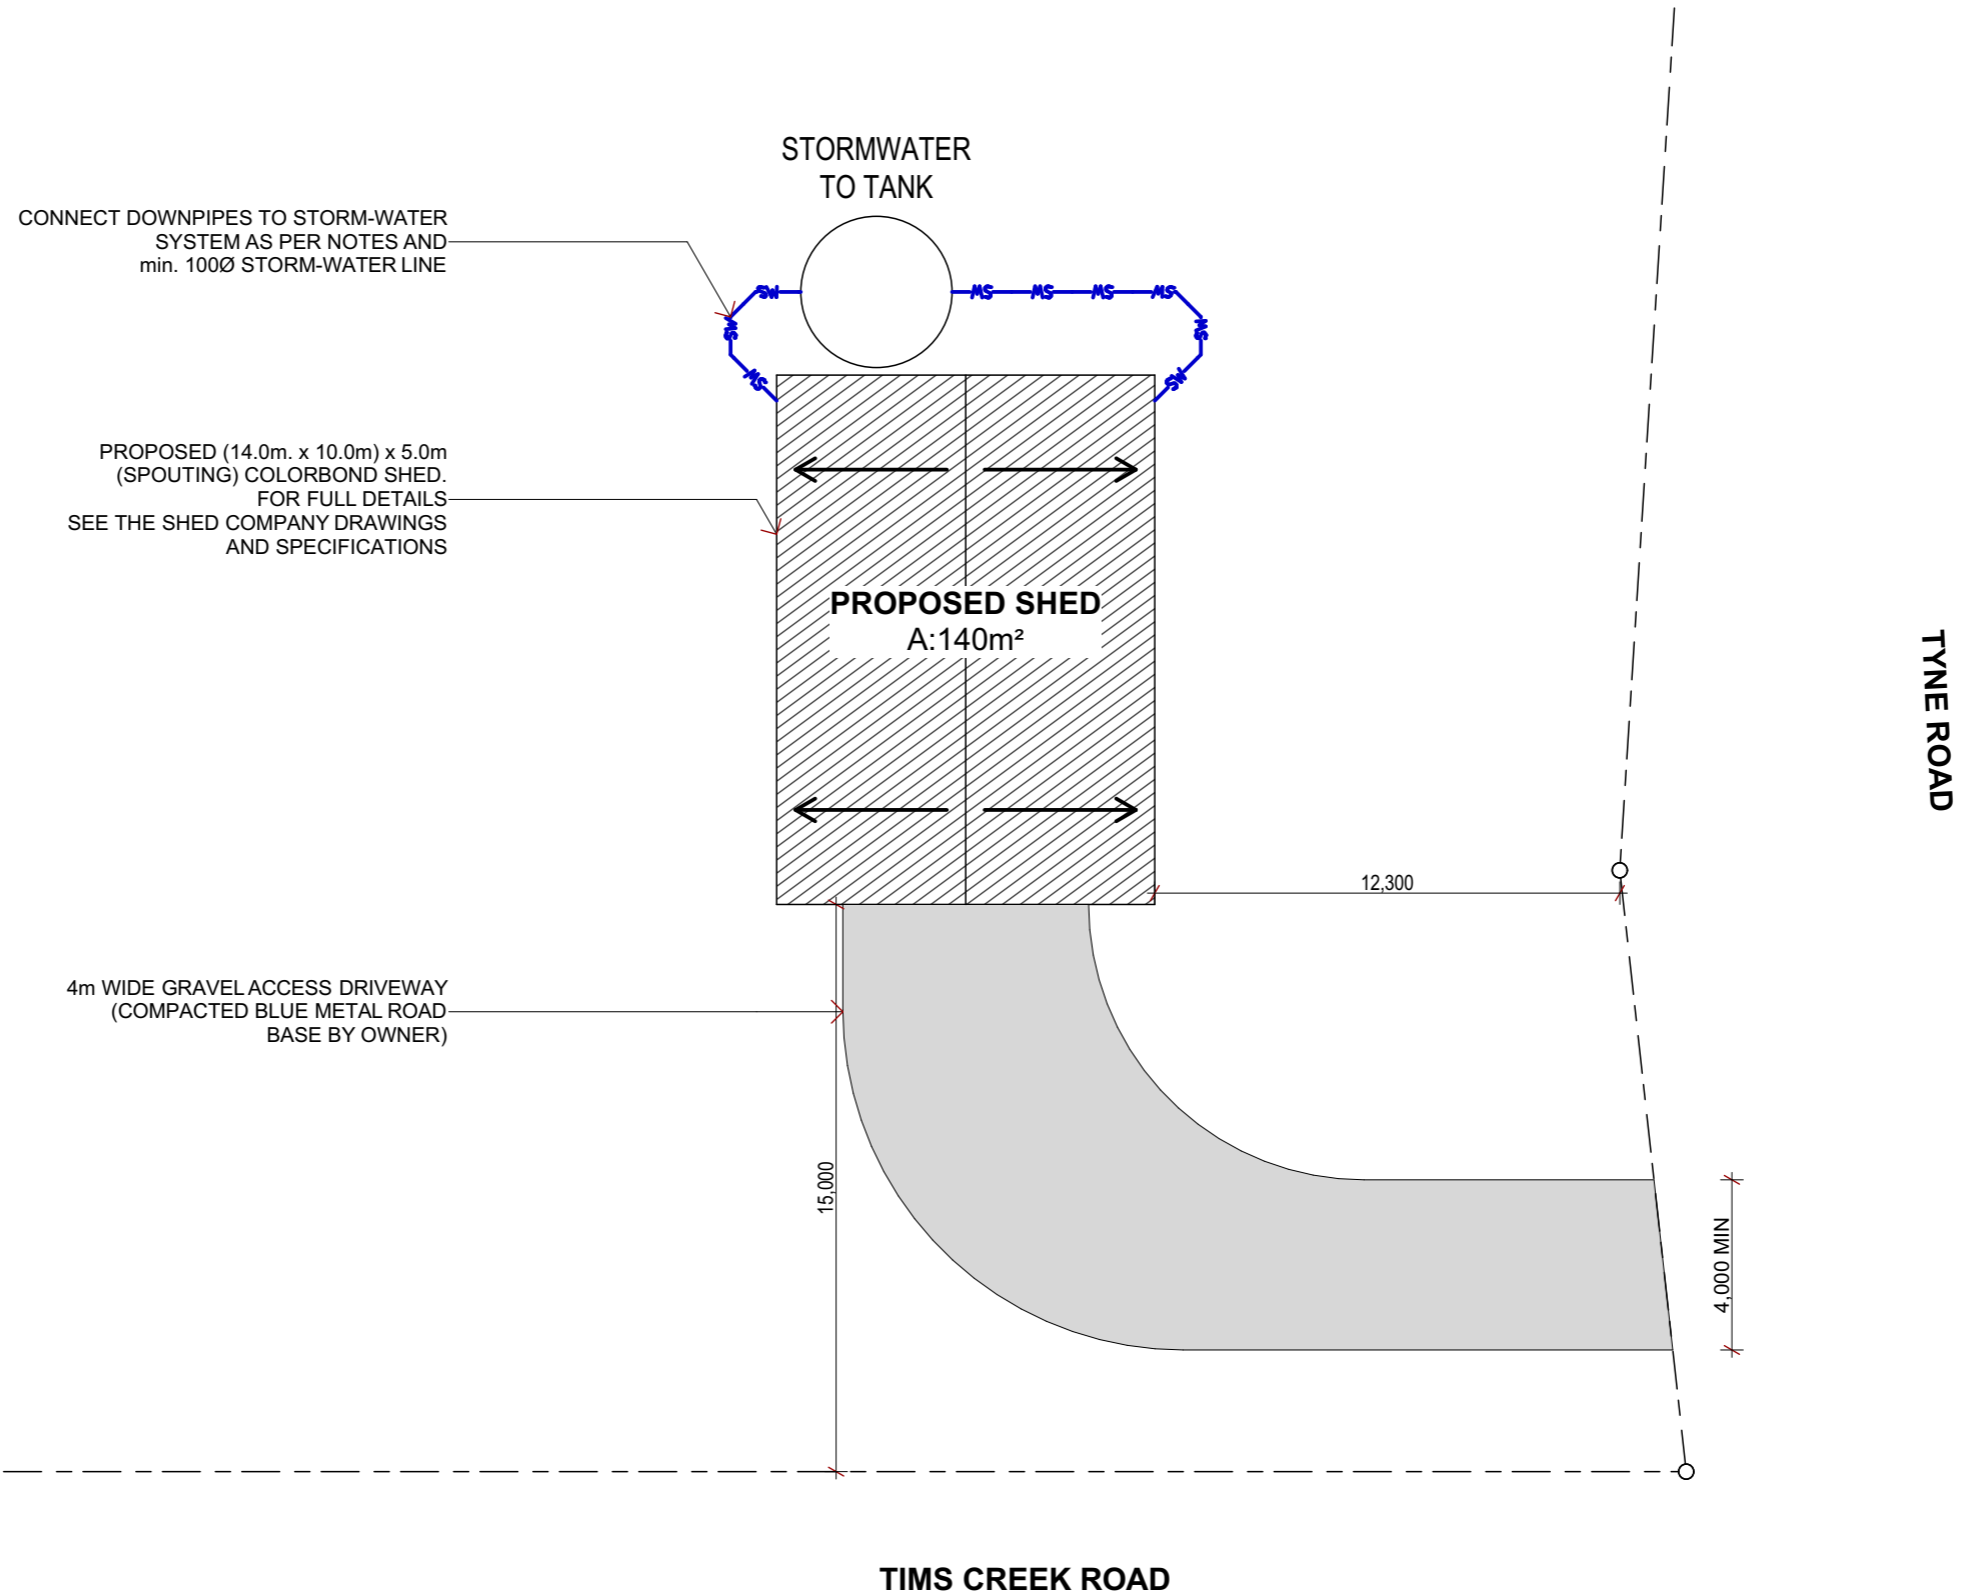 STORMWATER
TO TANK
CONNECT DOWNPIPES TO STORM-WATER
SYSTEM AS PER NOTES AND
min. 100Ø STORM-WATER LINE
SW
SW
SW
SW
SW
SW
SW
SW
SW
PROPOSED (14.0m. x 10.0m) x 5.0m
(SPOUTING) COLORBOND SHED.
FOR FULL DETAILS
SEE THE SHED COMPANY DRAWINGS
AND SPECIFICATIONS
PROPOSED SHED
A:140m²
TYNE ROAD
12,300
4m WIDE GRAVEL ACCESS DRIVEWAY
(COMPACTED BLUE METAL ROAD
BASE BY OWNER)
15,000
4,000 MIN
TIMS CREEK ROAD